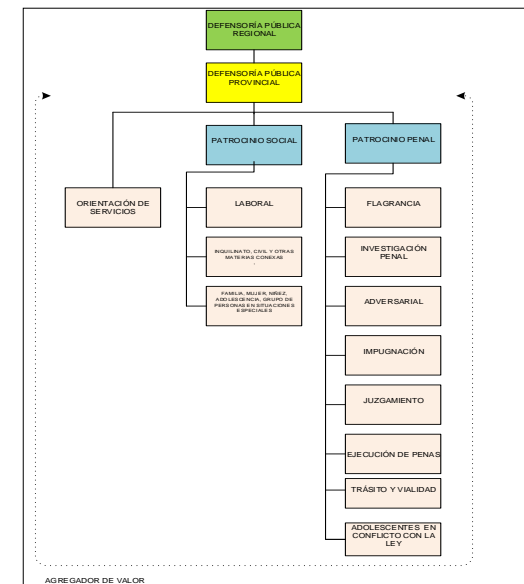 DEFENSORÍA PÚBLICA
REGIONAL
DEFENSORÍA PÚBLICA
PROVINCIAL
PATROCINIO SOCIAL
PATROCINIO PENAL
ORIENTACIÓN DE
SERVICIOS
LABORAL
INQUILINATO, CIVIL Y OTRAS
MATERIAS CONEXAS
FAMILIA, MUJER, NIÑEZ,
ADOLESCENCIA, GRUPO DE
PERSONAS EN SITUACIONES
ESPECIALES
FLAGRANCIA
INVESTIGACIÓN
PENAL
ADVERSARIAL
IMPUGNACIÓN
JUZGAMIENTO
EJECUCIÓN DE PENAS
TRÁSITO Y VIALIDAD
ADOLESCENTES EN
CONFLICTO CON LA
LEY
AGREGADOR DE VALOR